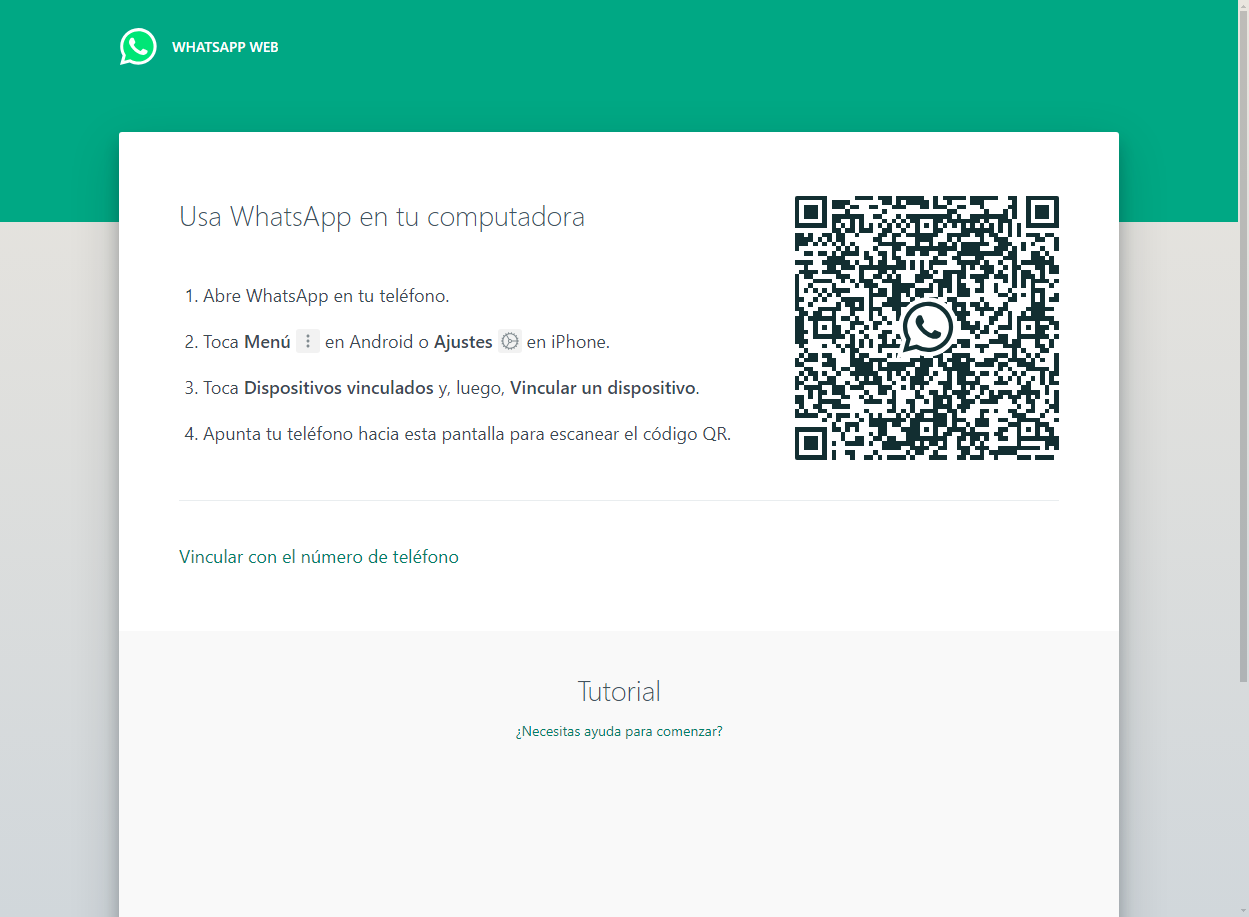 WHATSAPP WEB
Usa WhatsApp en tu computadora
1. Abre WhatsApp en tu teléfono.
2. Toca Menú en Android o Ajustes en iPhone.
3. Toca Dispositivos vinculados y, luego, Vincular un dispositivo.
4. Apunta tu teléfono hacia esta pantalla para escanear el código QR.
Vincular con el número de teléfono
Tutorial
¿Necesitas ayuda para comenzar?